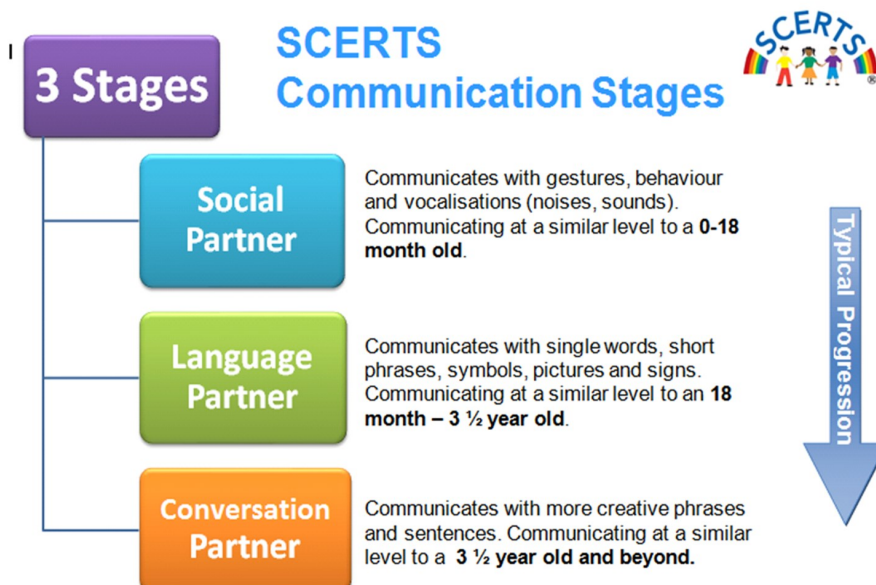 3 Stages
SCERTS
Communication Stages
SCERTS
®
Social
Partner
Communicates with gestures, behaviour
and vocalisations (noises, sounds).
Communicating at a similar level to a 0-18
month old.
Language
Partner
Communicates with single words, short
phrases, symbols, pictures and signs.
Communicating at a similar level to an 18
month – 3 ½ year old.
Conversation
Partner
Communicates with more creative phrases
and sentences. Communicating at a similar
level to a 3 ½ year old and beyond.
Typical Progression